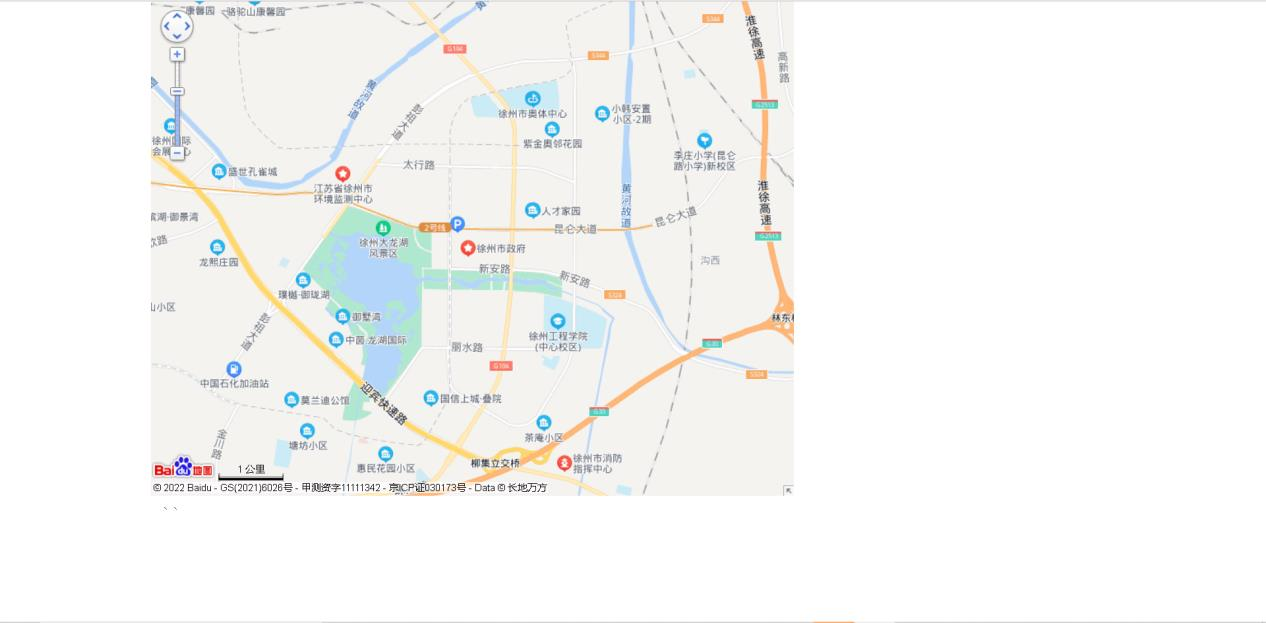 康馨园
骆驼山康馨园
S344
淮徐高速
G104
S344
高新路
黄河故道
彭祖大道
徐州市奥体中心
小韩安置
小区-2期
G2513
紫金奥邻花园
徐州国际
会展中心
李庄小学(昆仑
路小学)新校区
太行路
盛世孔雀城
江苏省徐州市
环境监测中心
黄河故道
淮徐高速
滨湖·御景湾
人才家园
昆仑大道
2号线
P
昆仑大道
G2513
徐州大龙湖
风景区
徐州市政府
龙熙庄园
沟西
新安路
新安路
璞樾·御珑湖
S324
山小区
御墅湾
彭祖大道
徐州工程学院
(中心校区)
中茵·龙湖国际
丽水路
G30
G104
S324
中国石化加油站
迎宾快速路
莫兰迪公馆
国信上城·叠院
G30
金川路
塘坊小区
茶庵小区
惠民花园小区
柳集立交桥
徐州市消防
指挥中心
Bai du 地图
1 公里
© 2022 Baidu - GS(2021)6026号 - 甲测资字11111342 - 京ICP证030173号 - Data © 长地万方